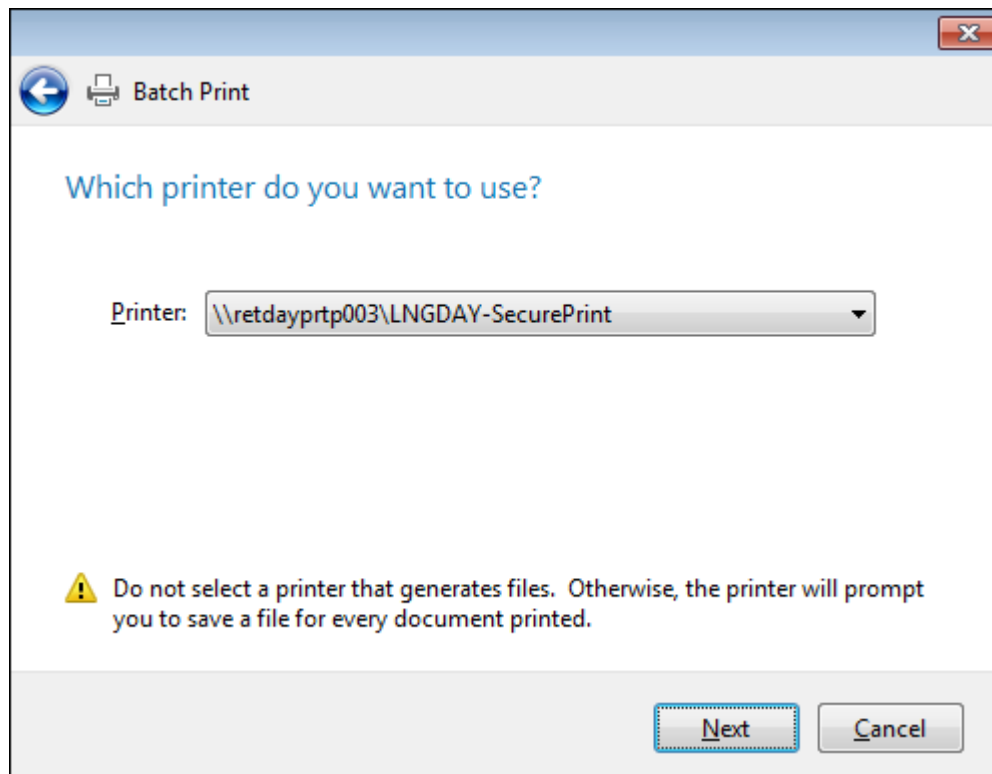 Batch Print
Which printer do you want to use?
Printer: \\retdayprtp003\LNGDAY-SecurePrint
Do not select a printer that generates files.  Otherwise, the printer will prompt
you to save a file for every document printed.
Next Cancel